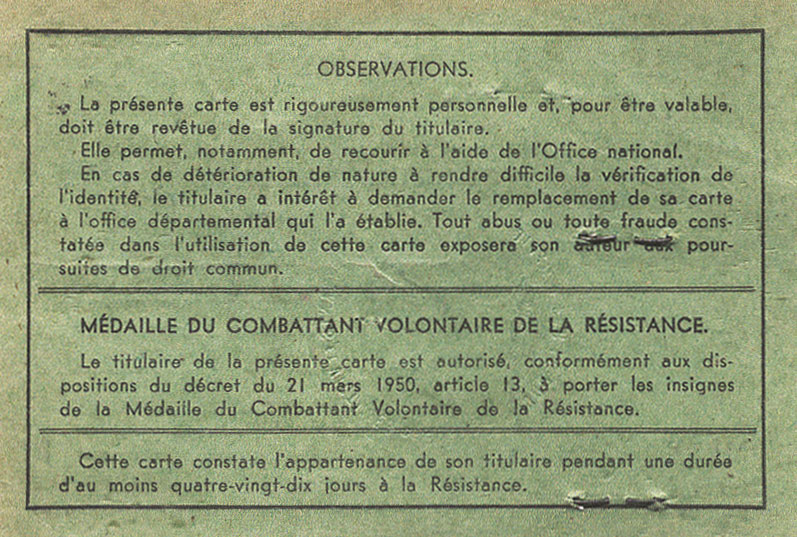 OBSERVATIONS.
La présente carte est rigoureusement personnelle et, pour être valable,
doit être revêtue de la signature du titulaire.
Elle permet, notamment, de recourir à l'aide de l'Office national.
En cas de détérioration de nature à rendre difficile la vérification de
l'identité, le titulaire a intérêt à demander le remplacement de sa carte
à l'office départemental qui l'a établie. Tout abus ou toute fraude cons-
tatée dans l'utilisation de cette carte exposera son auteur aux pour-
suites de droit commun.
MÉDAILLE DU COMBATTANT VOLONTAIRE DE LA RÉSISTANCE.
Le titulaire de la présente carte est autorisé, conformément aux dis-
positions du décret du 21 mars 1950, article 13, à porter les insignes
de la Médaille du Combattant Volontaire de la Résistance.
Cette carte constate l'appartenance de son titulaire pendant une durée
d'au moins quatre-vingt-dix jours à la Résistance.